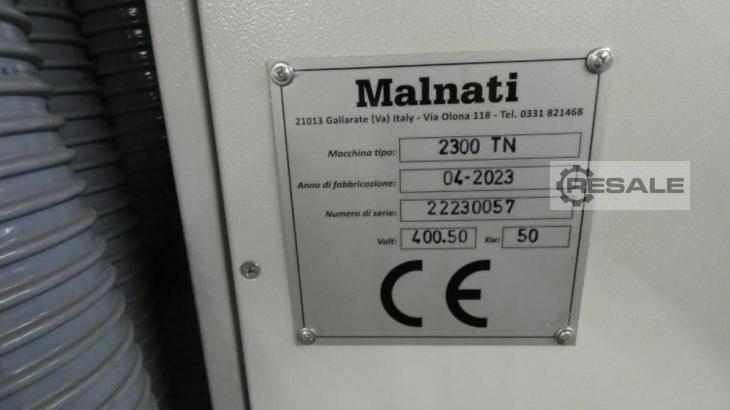 Malnati
21013 Gallarate (Va) Italy - Via Olona 118 - Tel. 0331 821468
Macchina tipo: 2300 TN
Anno di fabbricazione: 04-2023
Numero di serie: 22230057
Volt: 400.50 Kw: 50
CE
RESALE